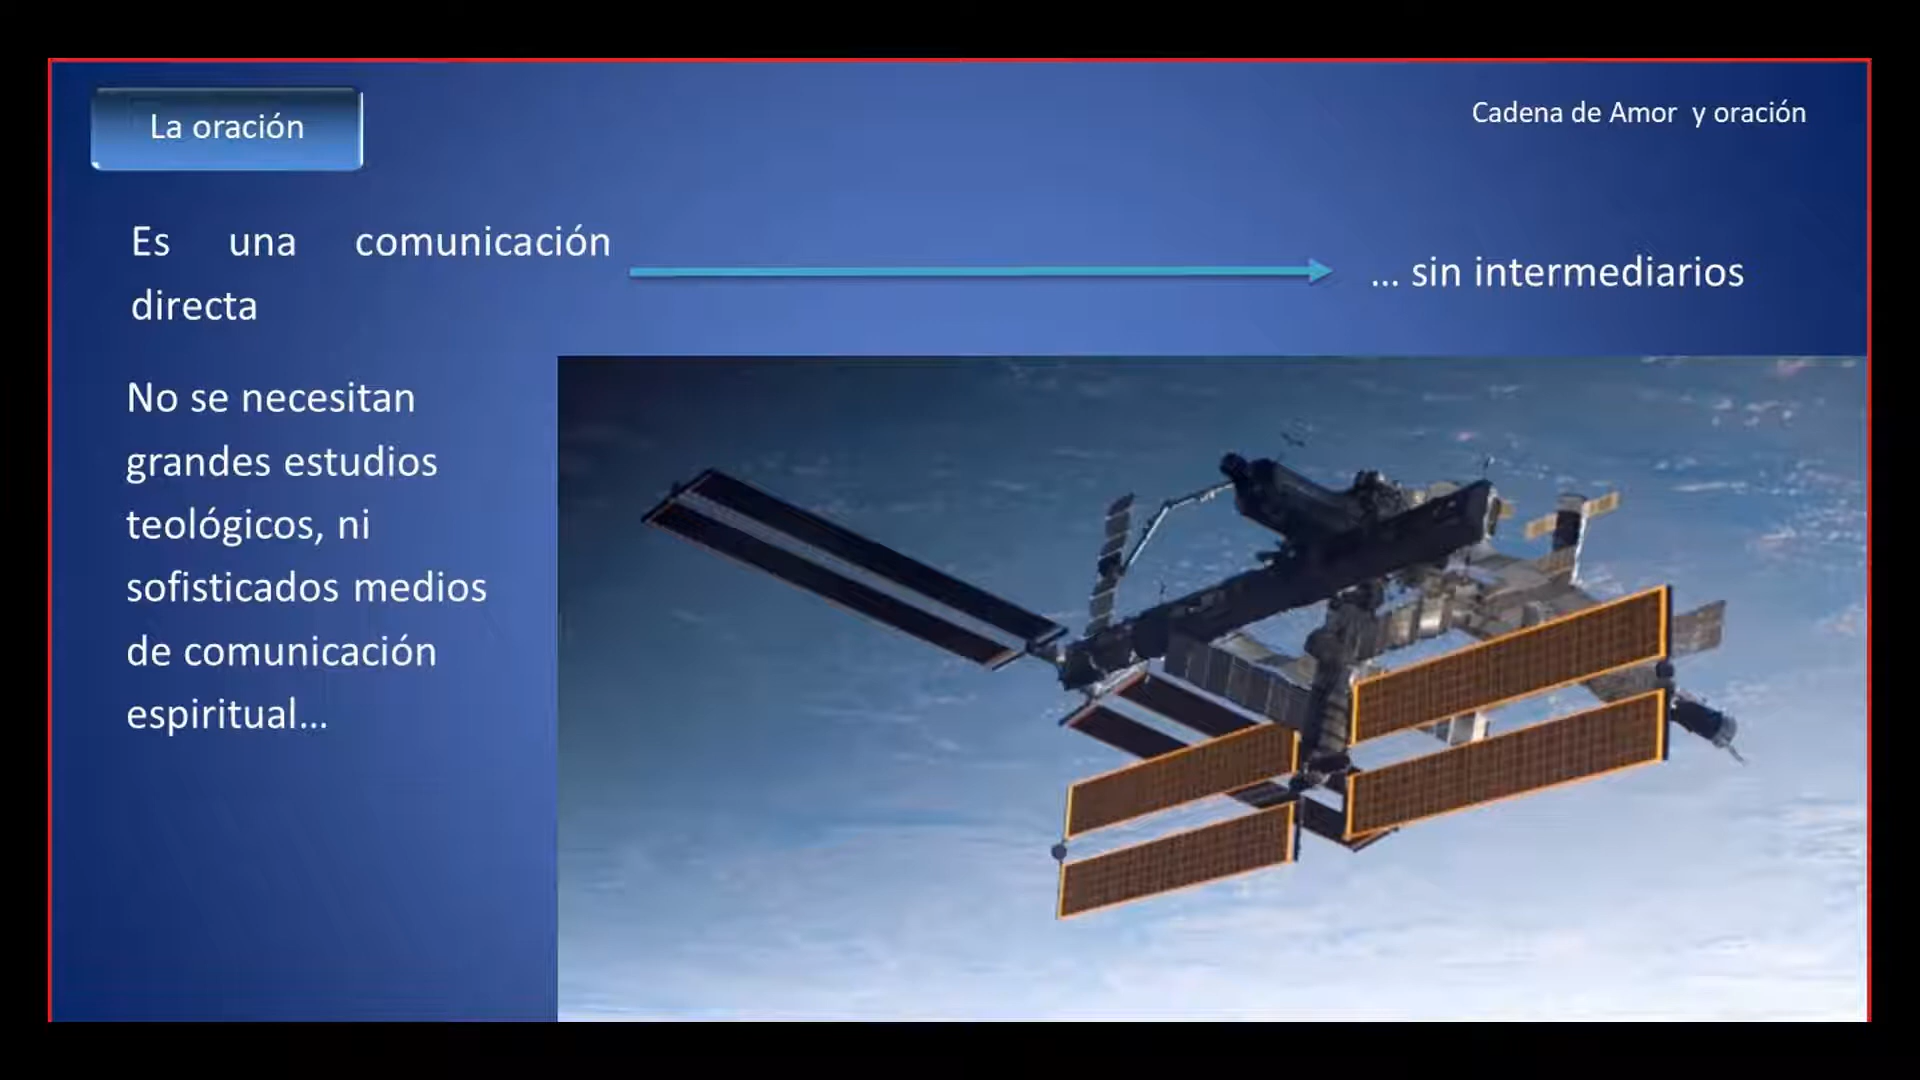 La oración
Cadena de Amor y oración
Es una comunicación
directa
... sin intermediarios
No se necesitan
grandes estudios
teológicos, ni
sofisticados medios
de comunicación
espiritual...